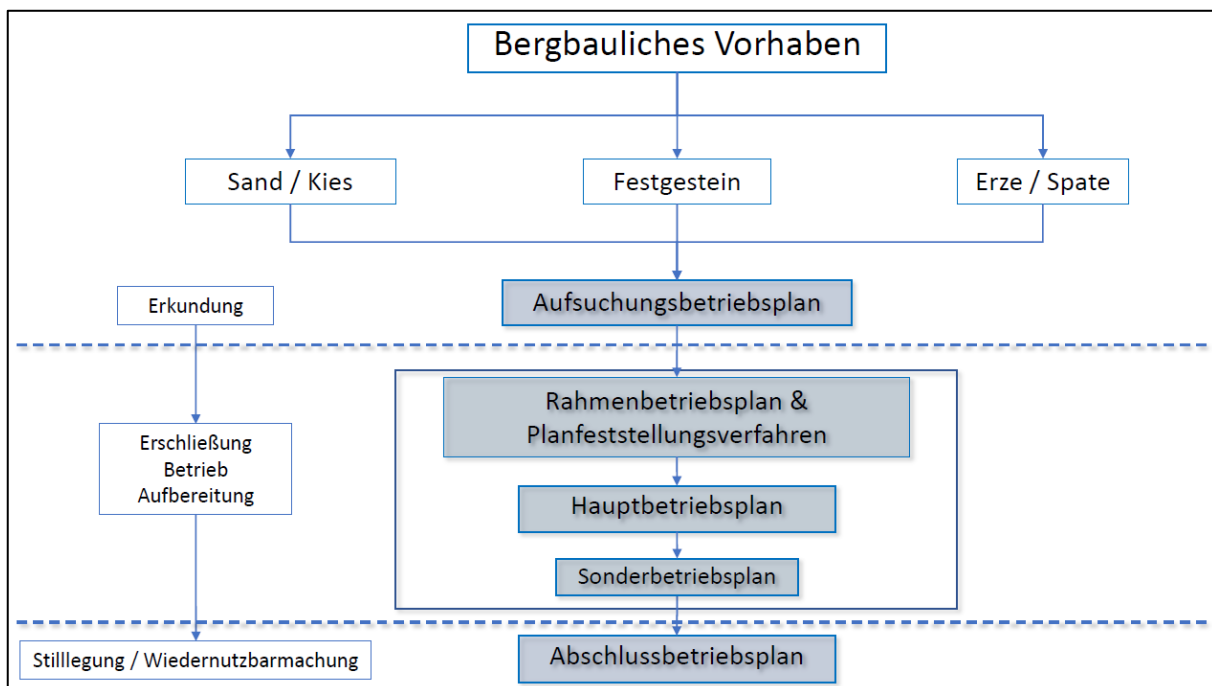 Bergbauliches Vorhaben
Sand / Kies
Festgestein
Erze / Spate
Erkundung
Aufsuchungsbetriebsplan
Erschließung
Betrieb
Aufbereitung
Rahmenbetriebsplan &
Planfeststellungsverfahren
Hauptbetriebsplan
Sonderbetriebsplan
Stilllegung / Wiedernutzbarmachung
Abschlussbetriebsplan